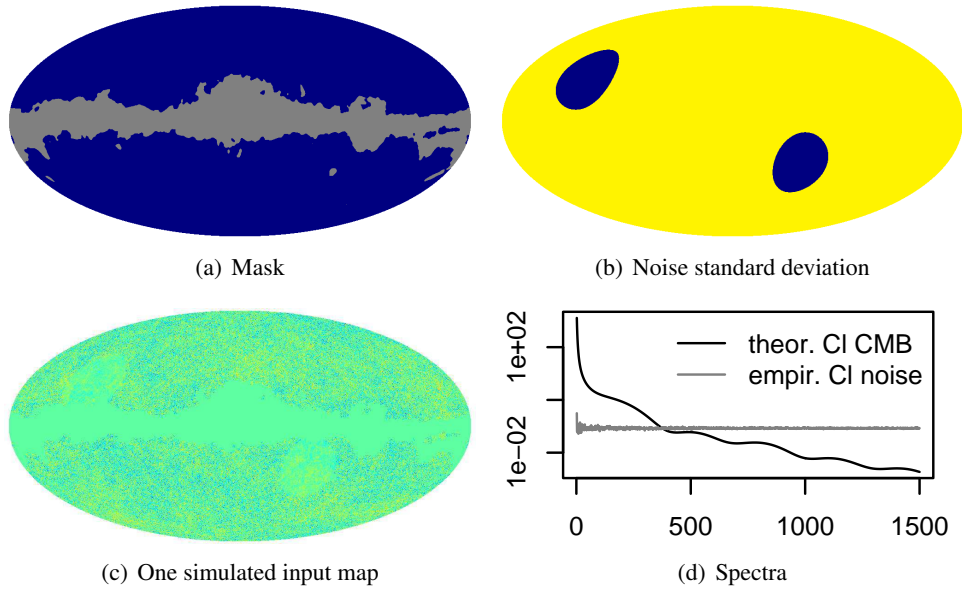 (a) Mask
(b) Noise standard deviation
(c) One simulated input map
1e+02
1e-02
theor. Cl CMB
empir. Cl noise
0
500
1000
1500
(d) Spectra